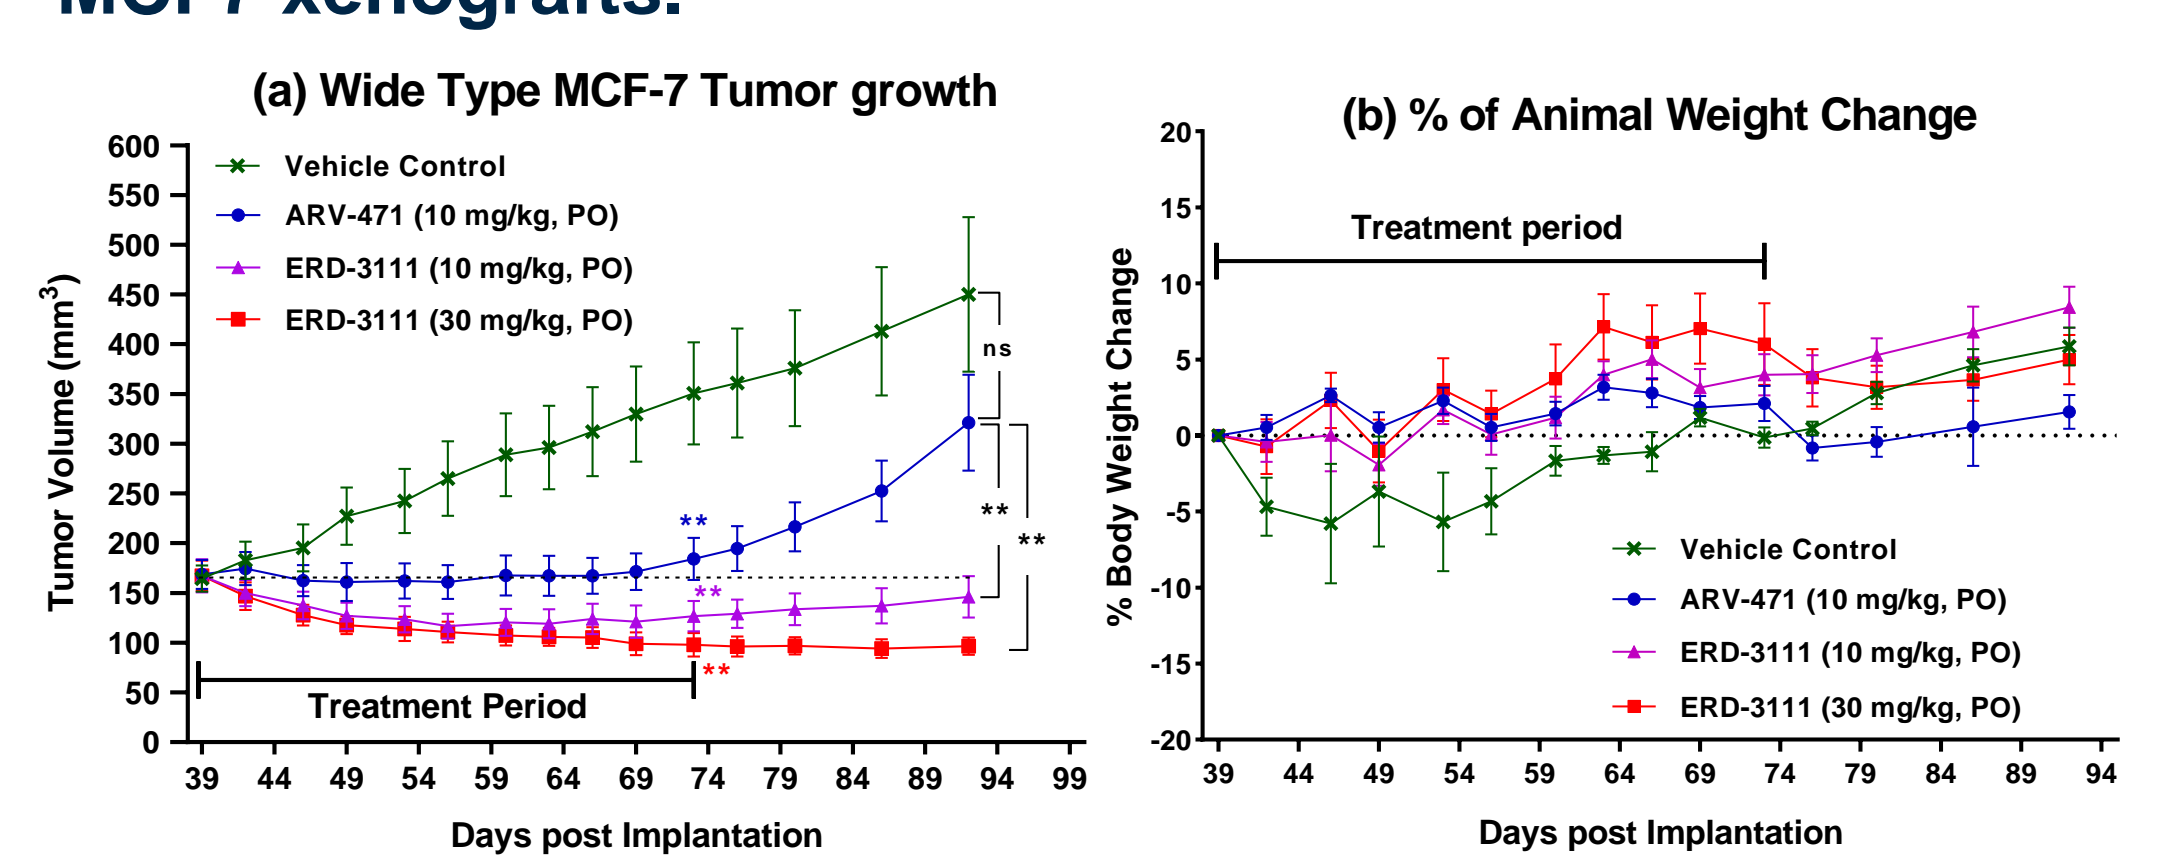 MCF7 xenografts.
(a) Wide Type MCF-7 Tumor growth
600
550
500
450
400
350
300
250
200
150
100
50
0
Tumor Volume (mm3)
Vehicle Control
ARV-471 (10 mg/kg, PO)
ERD-3111 (10 mg/kg, PO)
ERD-3111 (30 mg/kg, PO)
ns
**
**
**
**
**
Treatment Period
39 44 49 54 59 64 69 74 79 84 89 94 99
Days post Implantation
(b) % of Animal Weight Change
20
15
10
5
0
-5
-10
-15
-20
% Body Weight Change
Treatment period
Vehicle Control
ARV-471 (10 mg/kg, PO)
ERD-3111 (10 mg/kg, PO)
ERD-3111 (30 mg/kg, PO)
39 44 49 54 59 64 69 74 79 84 89 94
Days post Implantation